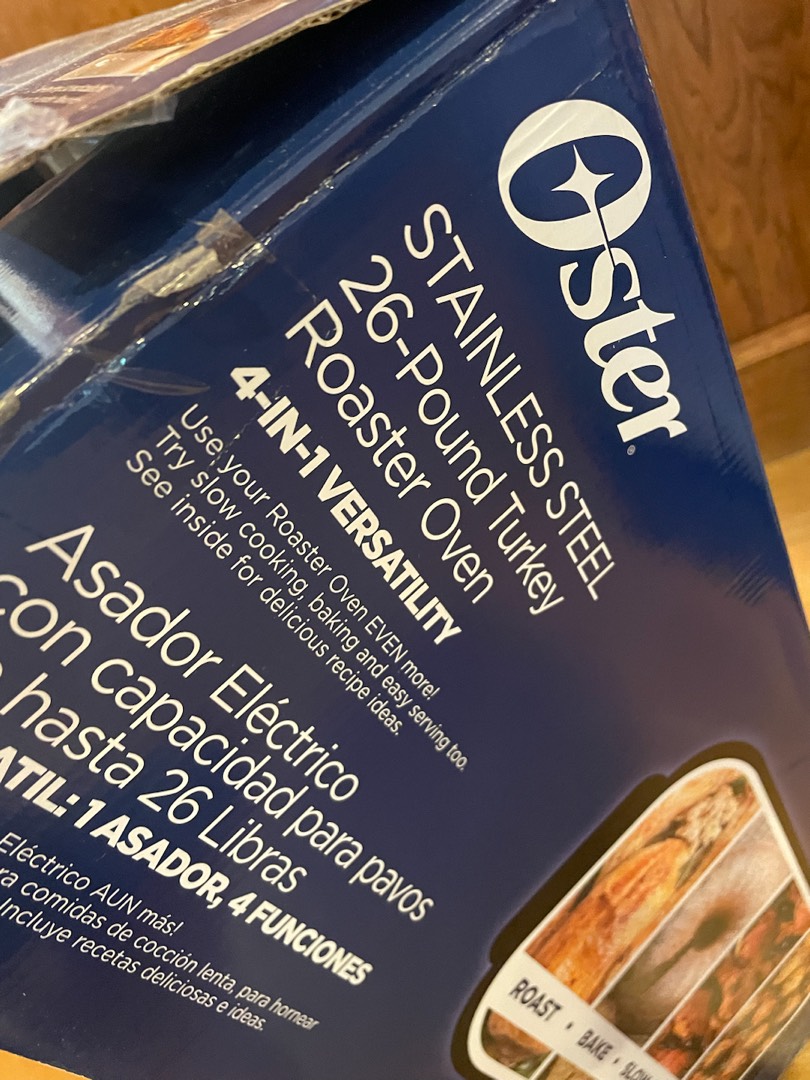 Oster
STAINLESS STEEL
26-Pound Turkey
Roaster Oven
4-IN-1 VERSATILITY
Use your Roaster Oven EVEN more!
Try slow cooking, baking and easy serving too.
See inside for delicious recipe ideas.
Asador Eléctrico
con capacidad para pavos
hasta 26 Libras
ATIL: 1 ASADOR, 4 FUNCIONES
Eléctrico AUN más!
ra comidas de cocción lenta, para hornear
Incluye recetas deliciosas e ideas.
ROAST • BAKE • SLOW